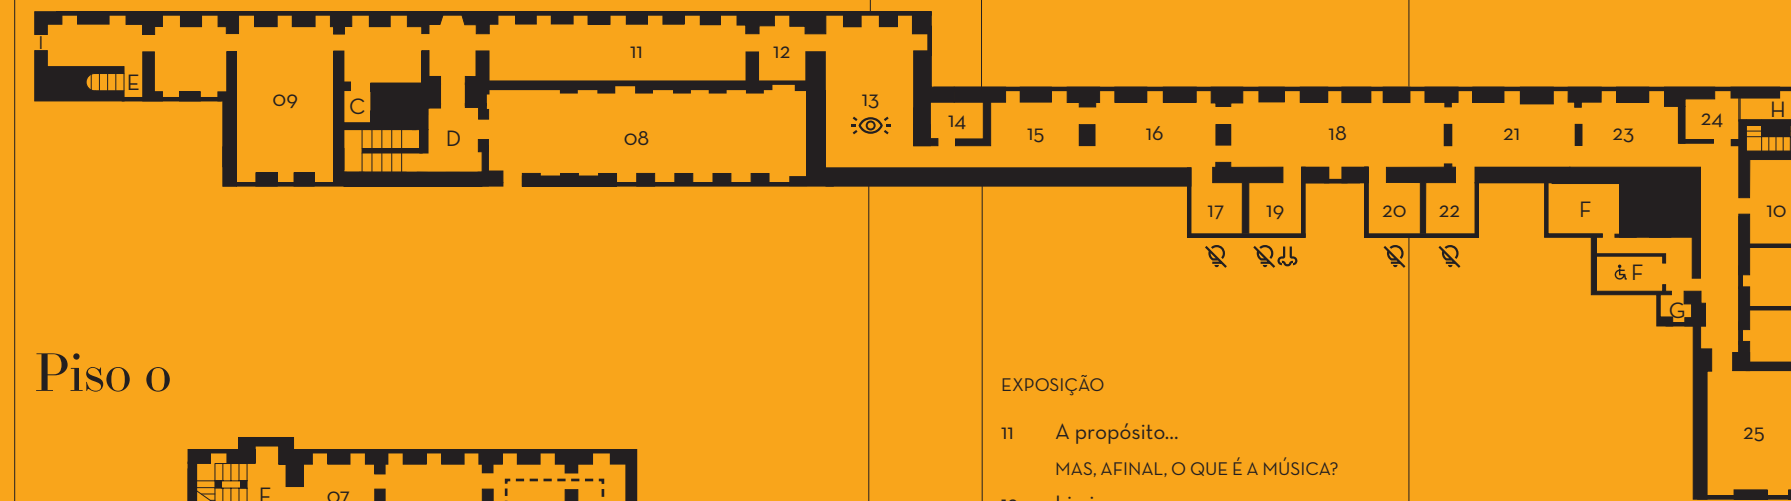 11
12
E
09
C
13
D
08
14
15
16
18
21
23
24
H
17
19
20
22
F
10
F
G
Piso 0
EXPOSIÇÃO
11 A propósito...
MAS, AFINAL, O QUE É A MÚSICA?
25
07